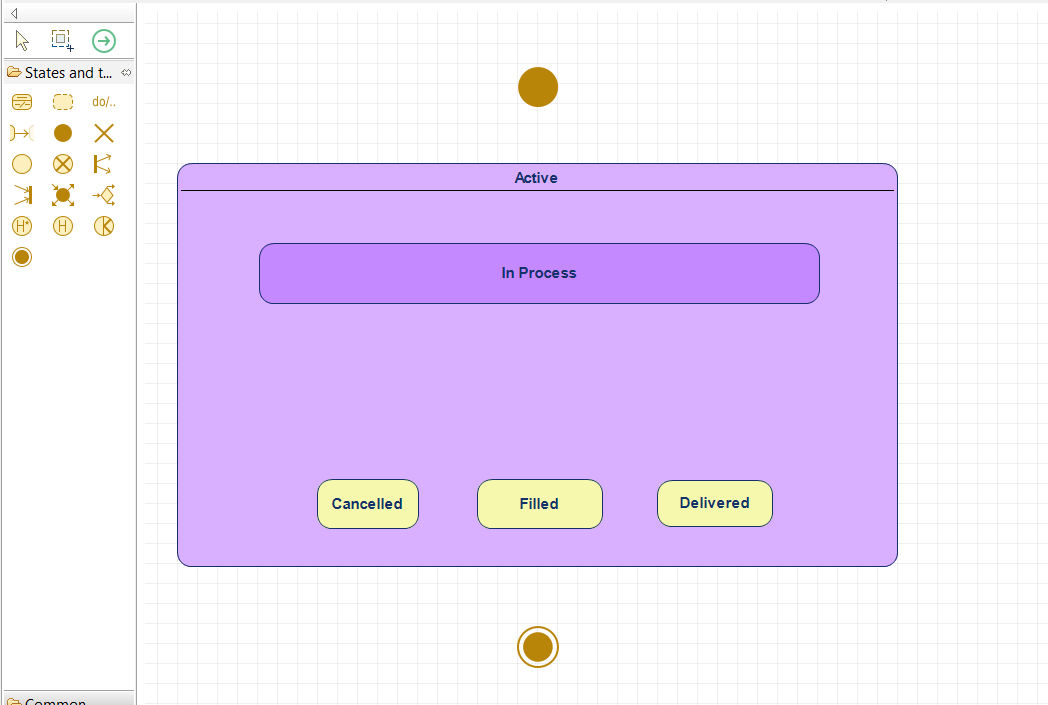 States and t...
do/..
H*
H
Active
In Process
Cancelled
Filled
Delivered
Common